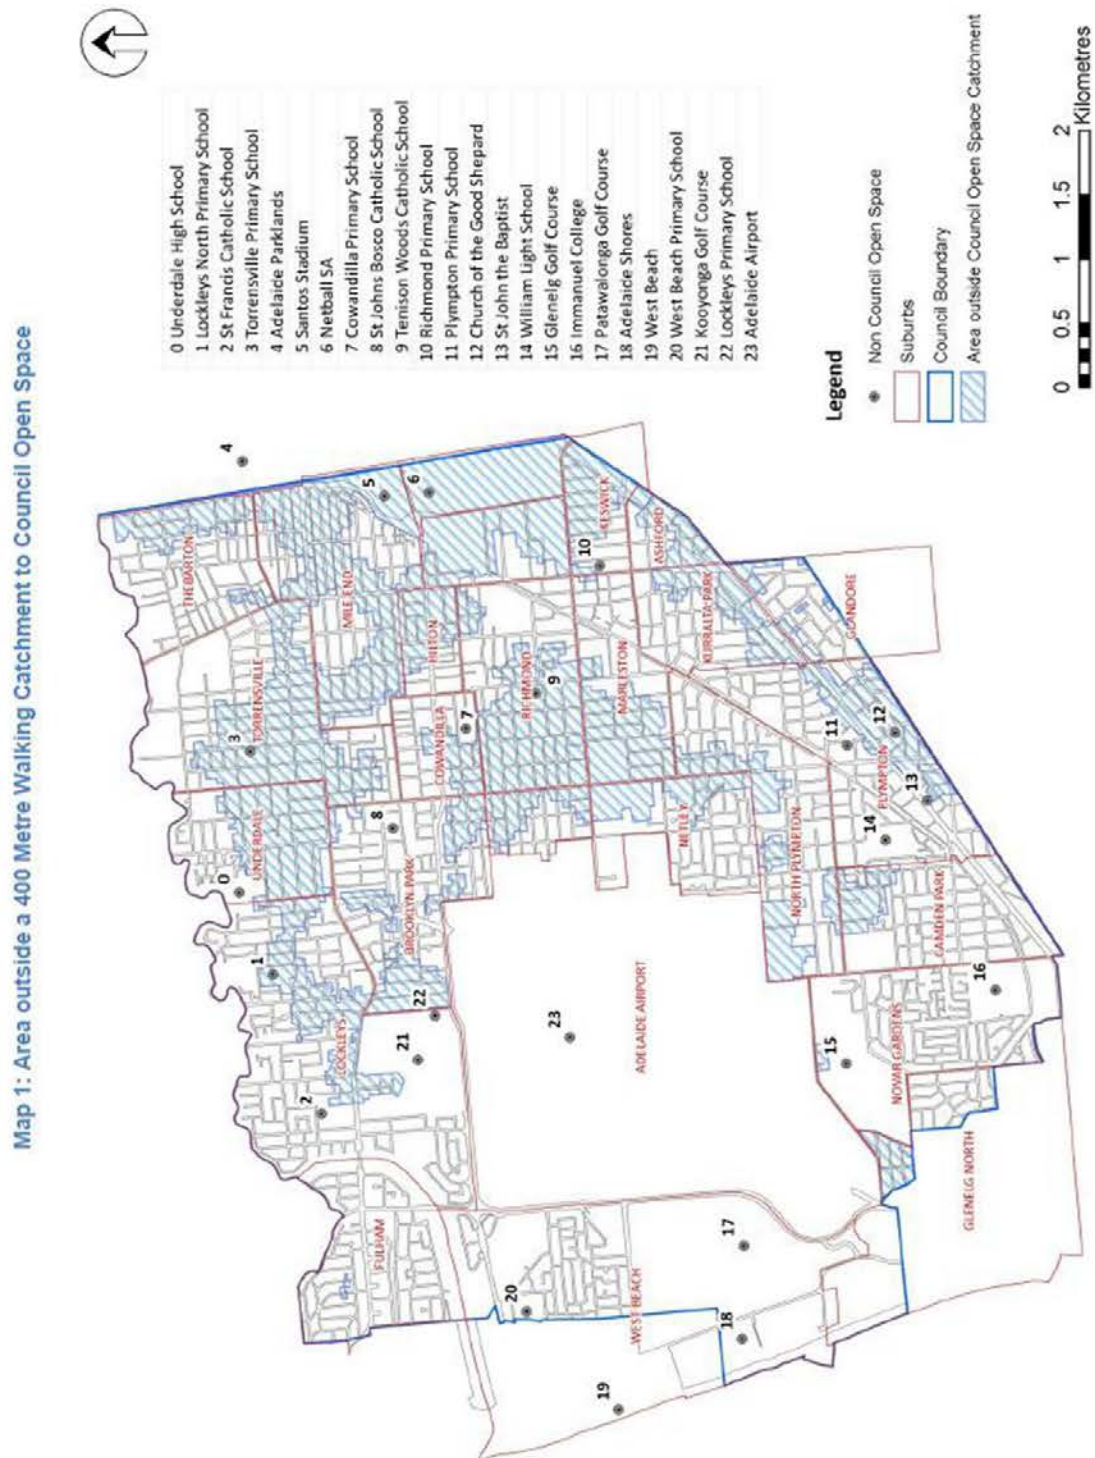 Map 1: Area outside a 400 Metre Walking Catchment to Council Open Space
0 Underdale High School
1 Lockleys North Primary School
2 St Francis Catholic School
3 Torrensville Primary School
4 Adelaide Parklands
5 Santos Stadium
6 Netball SA
7 Cowandilla Primary School
8 St Johns Bosco Catholic School
9 Tenison Woods Catholic School
10 Richmond Primary School
11 Plympton Primary School
12 Church of the Good Shepard
13 St John the Baptist
14 William Light School
15 Glenelg Golf Course
16 Immanuel College
17 Patawalonga Golf Course
18 Adelaide Shores
19 West Beach
20 West Beach Primary School
21 Kooyonga Golf Course
22 Lockleys Primary School
23 Adelaide Airport
Legend
Non Council Open Space
Suburbs
Council Boundary
Area outside Council Open Space Catchment
0 0.5 1 1.5 2
Kilometres
4
THEBARTON
0
UNDERDALE
3
TORRENSVILLE
MILE END
5
6
1
LOCKLEYS
2
FULHAM
8
BROOKLYN PARK
COWANDILLA
7
HILTON
22
21
9
RICHMOND
10
KESWICK
ASHFORD
20
23
ADELAIDE AIRPORT
MARLESTON
NETLEY
KURRALTA PARK
GLANDORE
19
WEST BEACH
18
17
NORTH PLYMPTON
11
PLYMPTON
12
13
14
15
NOVAR GARDENS
CAMDEN PARK
16
GLENELG NORTH